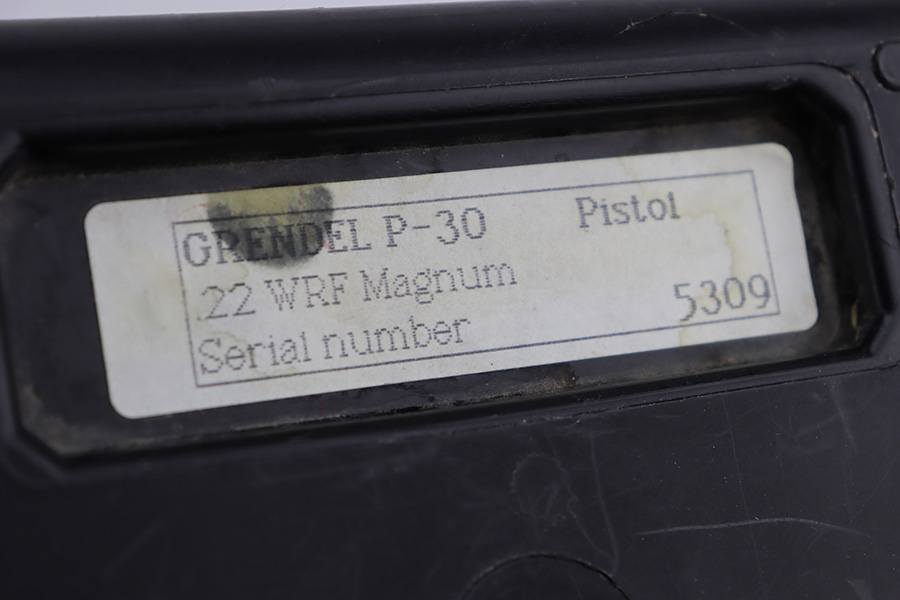 GRENDEL P-30 Pistol
.22 WRF Magnum
Serial number 5309